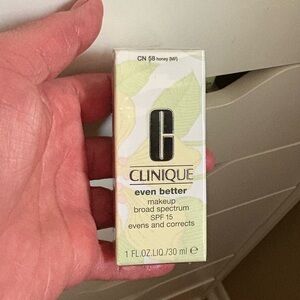 CN 58 honey (M)
C
CLINIQUE
even better
makeup
broad spectrum
SPF 15
evens and corrects
1 FL.OZ.LIQ./30 ml e